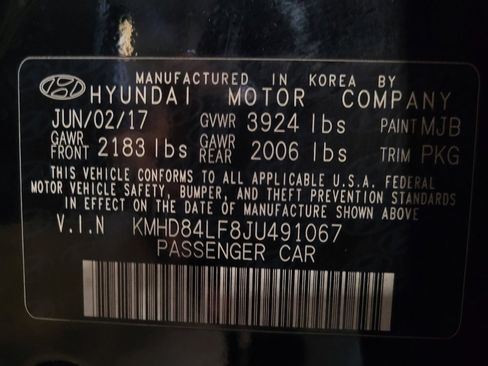 MANUFACTURED IN KOREA BY
HYUNDAI MOTOR COMPANY
JUN/02/17 GVWR 3924 lbs PAINT MJB
GAWR FRONT 2183 lbs GAWR REAR 2006 lbs TRIM PKG
THIS VEHICLE CONFORMS TO ALL APPLICABLE U.S.A. FEDERAL
MOTOR VEHICLE SAFETY, BUMPER, AND THEFT PREVENTION STANDARDS
IN EFFECT ON THE DATE OF MANUFACTURE SHOWN ABOVE
V.I.N KMHD84LF8JU491067
PASSENGER CAR